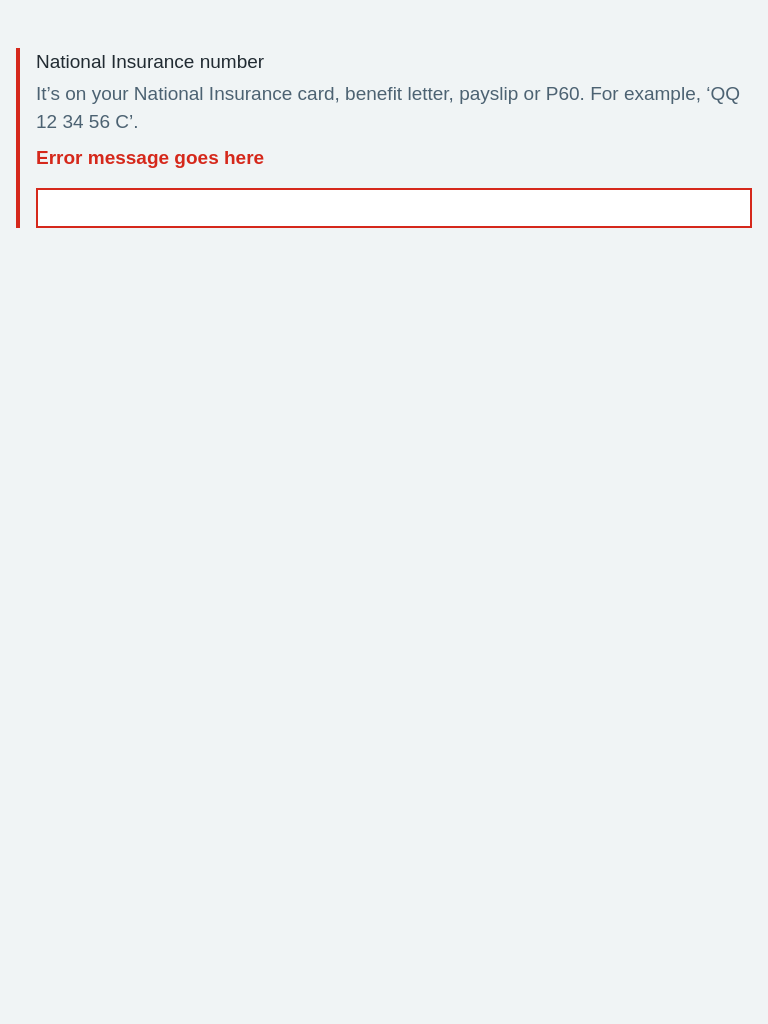 National Insurance number
It’s on your National Insurance card, benefit letter, payslip or P60. For example, ‘QQ
12 34 56 C’.
Error message goes here